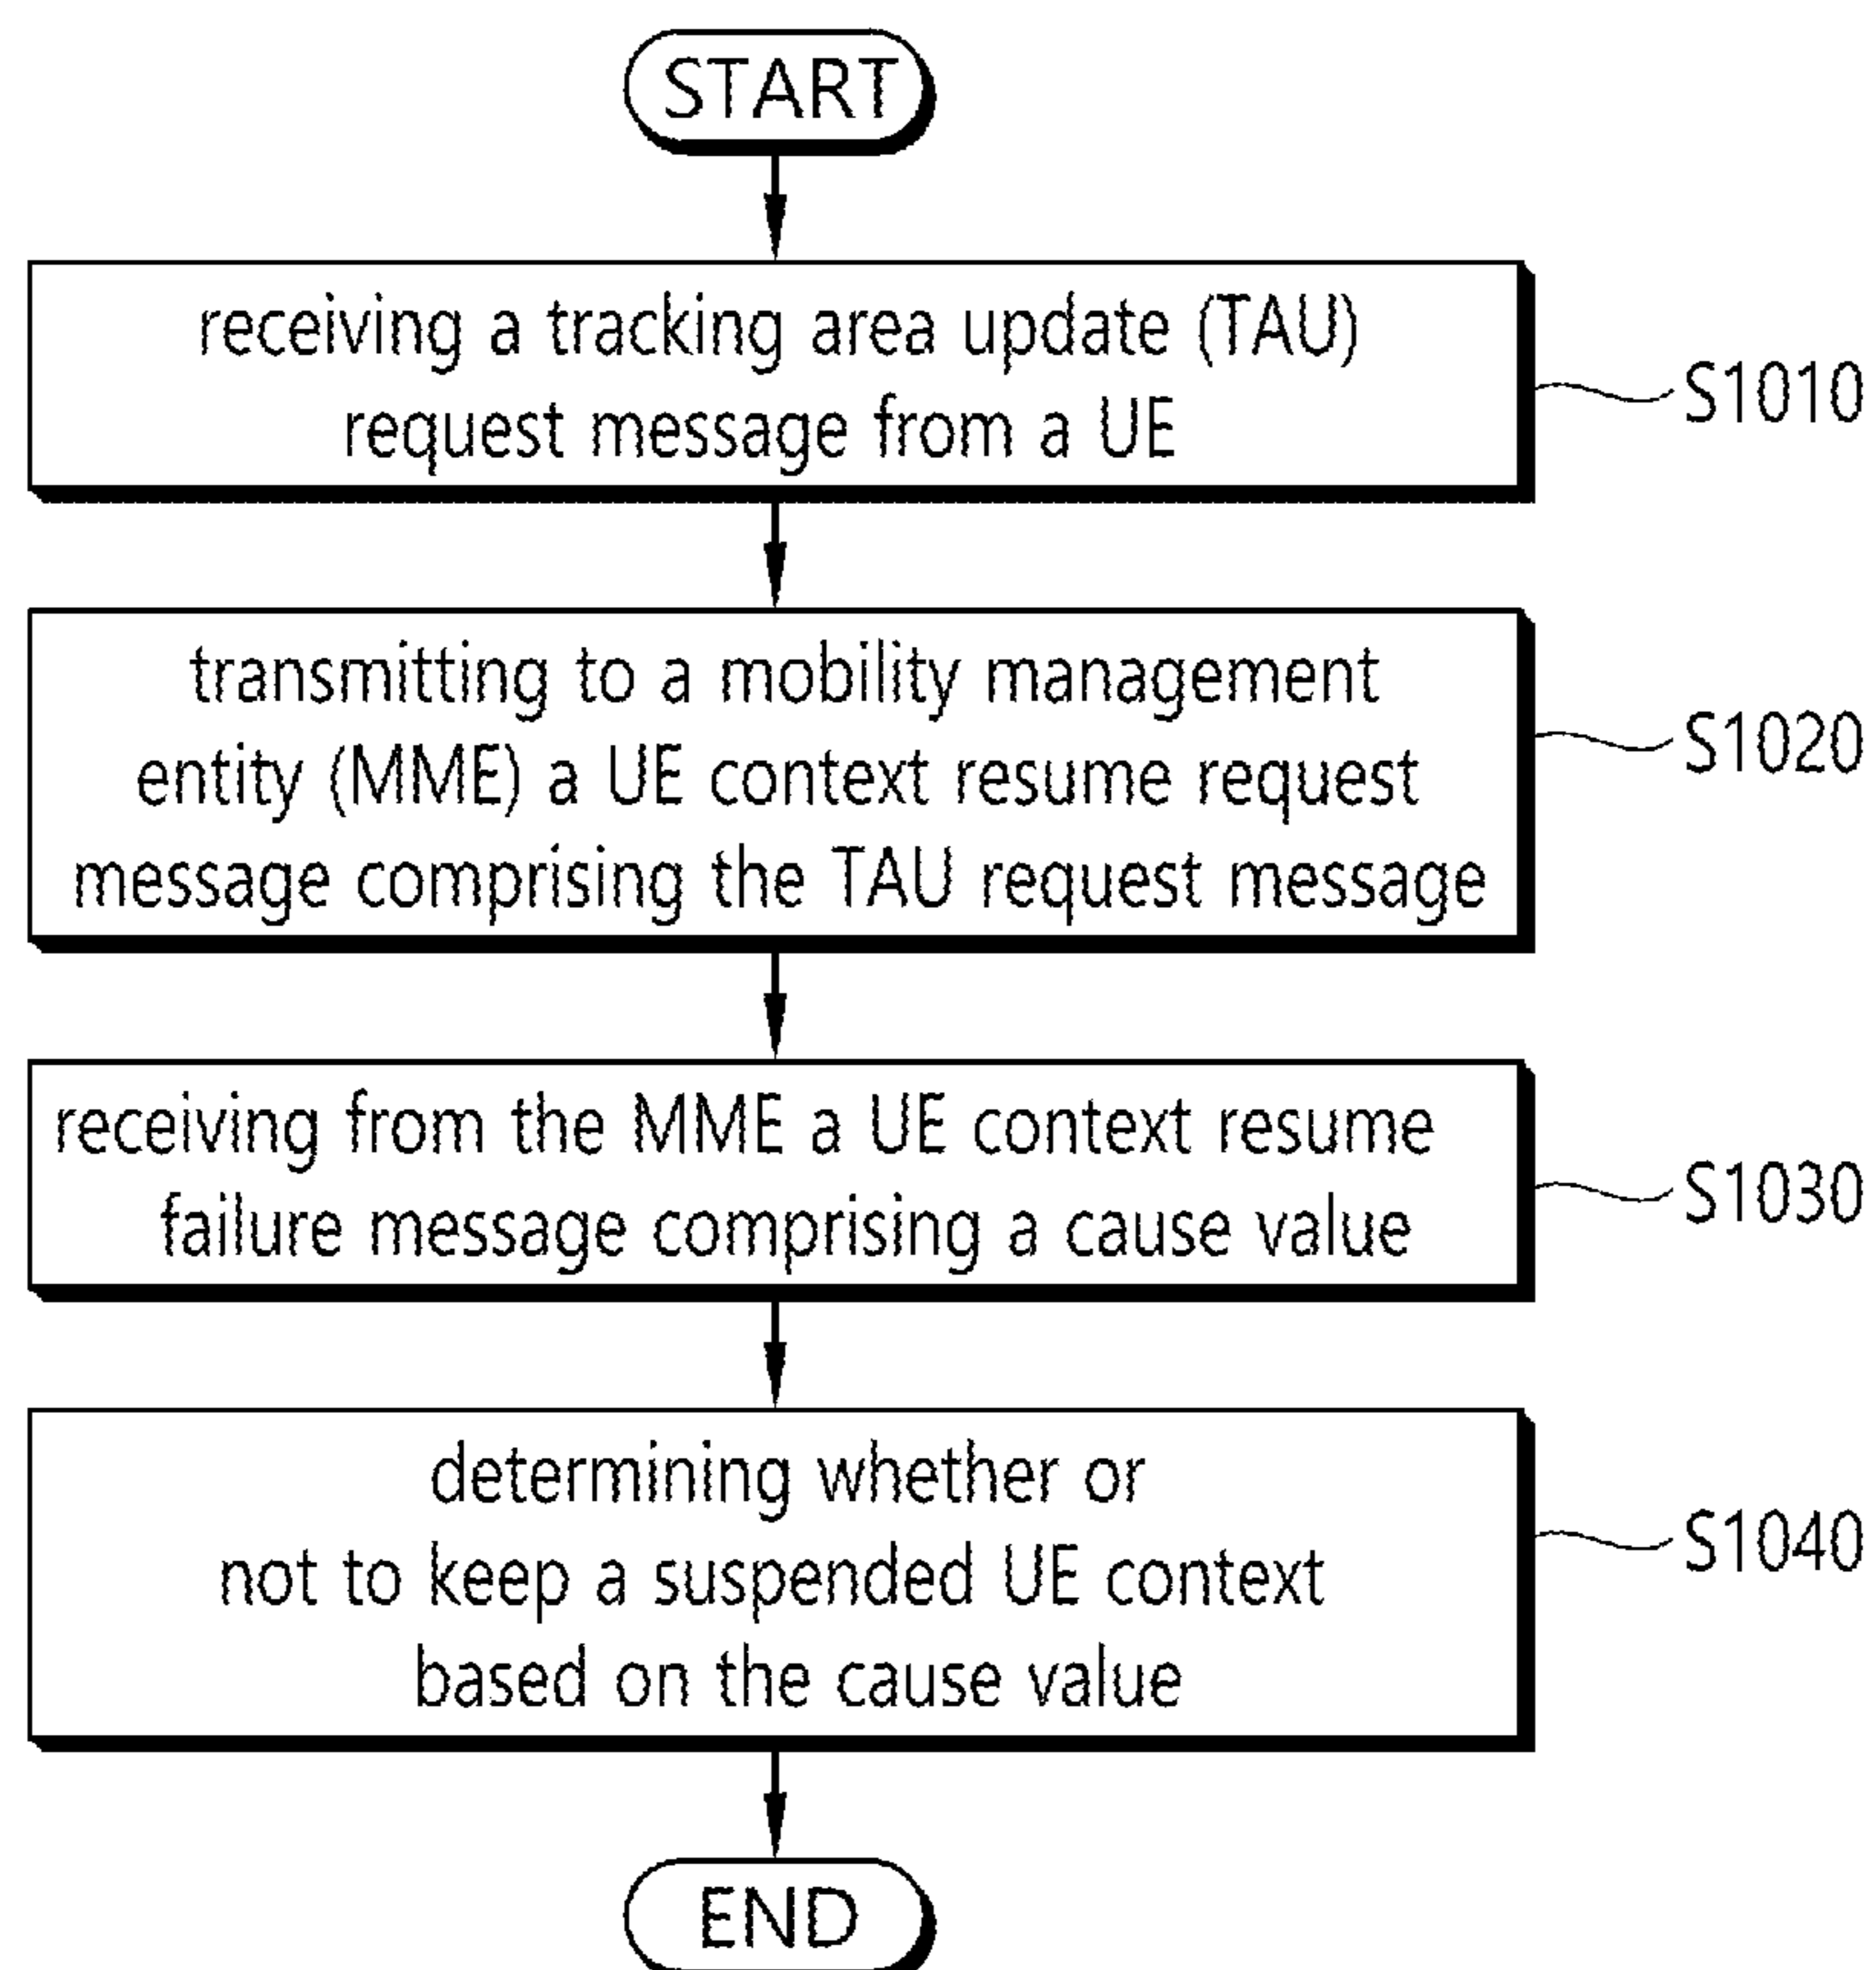 START
receiving a tracking area update (TAU)
request message from a UE
S1010
transmitting to a mobility management
entity (MME) a UE context resume request
message comprising the TAU request message
S1020
receiving from the MME a UE context resume
failure message comprising a cause value
S1030
determining whether or
not to keep a suspended UE context
based on the cause value
S1040
END